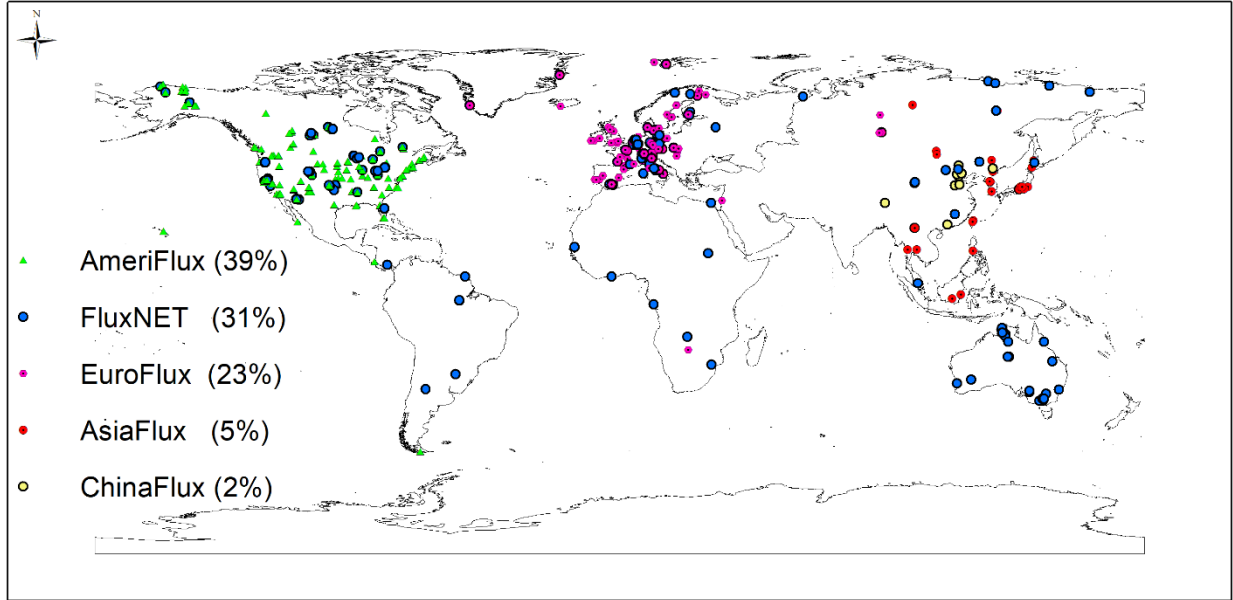 N
AmeriFlux (39%)
FluxNET (31%)
EuroFlux (23%)
AsiaFlux (5%)
ChinaFlux (2%)